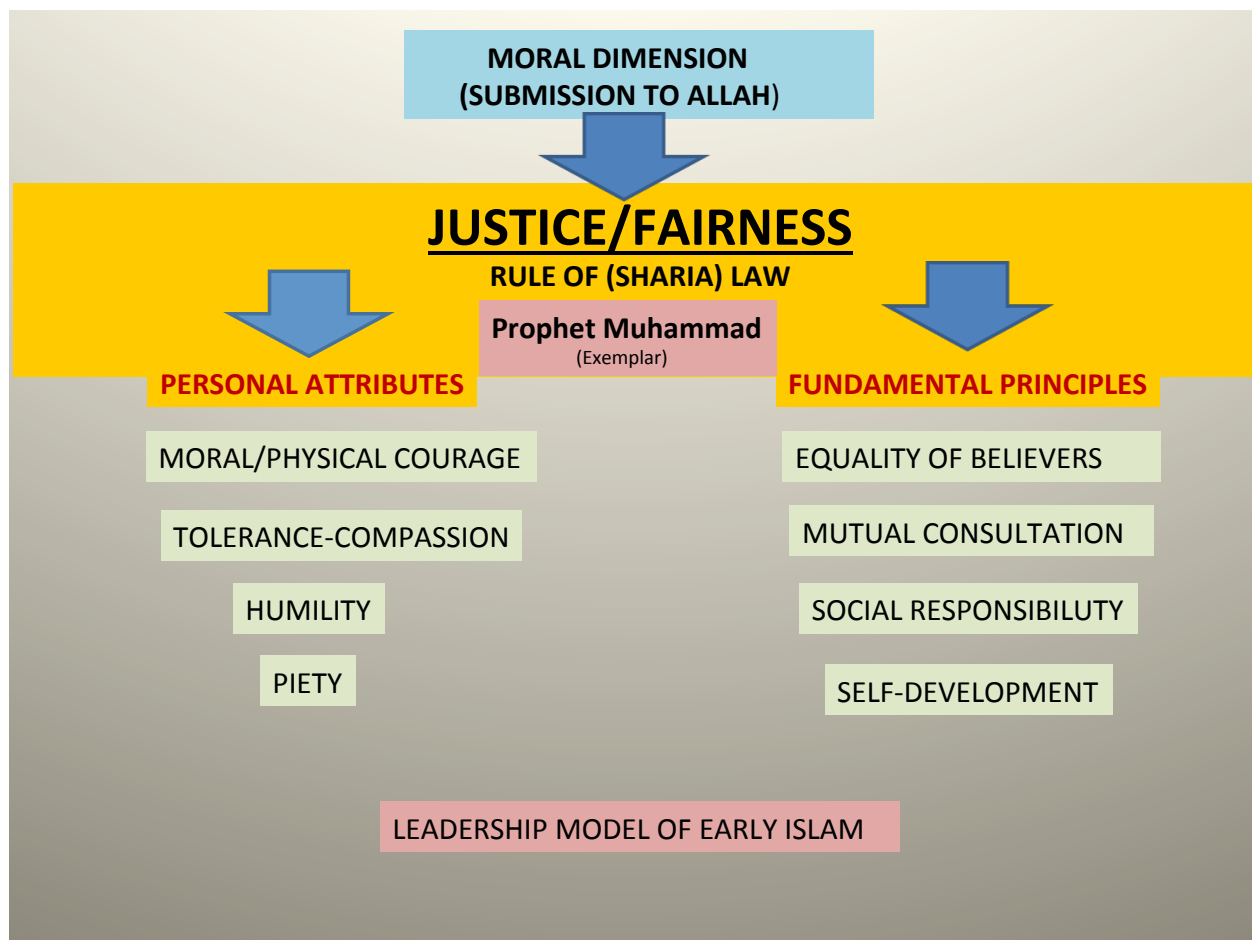 MORAL DIMENSION
(SUBMISSION TO ALLAH)
JUSTICE/FAIRNESS
RULE OF (SHARIA) LAW
Prophet Muhammad
(Exemplar)
PERSONAL ATTRIBUTES
MORAL/PHYSICAL COURAGE
TOLERANCE-COMPASSION
HUMILITY
PIETY
FUNDAMENTAL PRINCIPLES
EQUALITY OF BELIEVERS
MUTUAL CONSULTATION
SOCIAL RESPONSIBILUTY
SELF-DEVELOPMENT
LEADERSHIP MODEL OF EARLY ISLAM